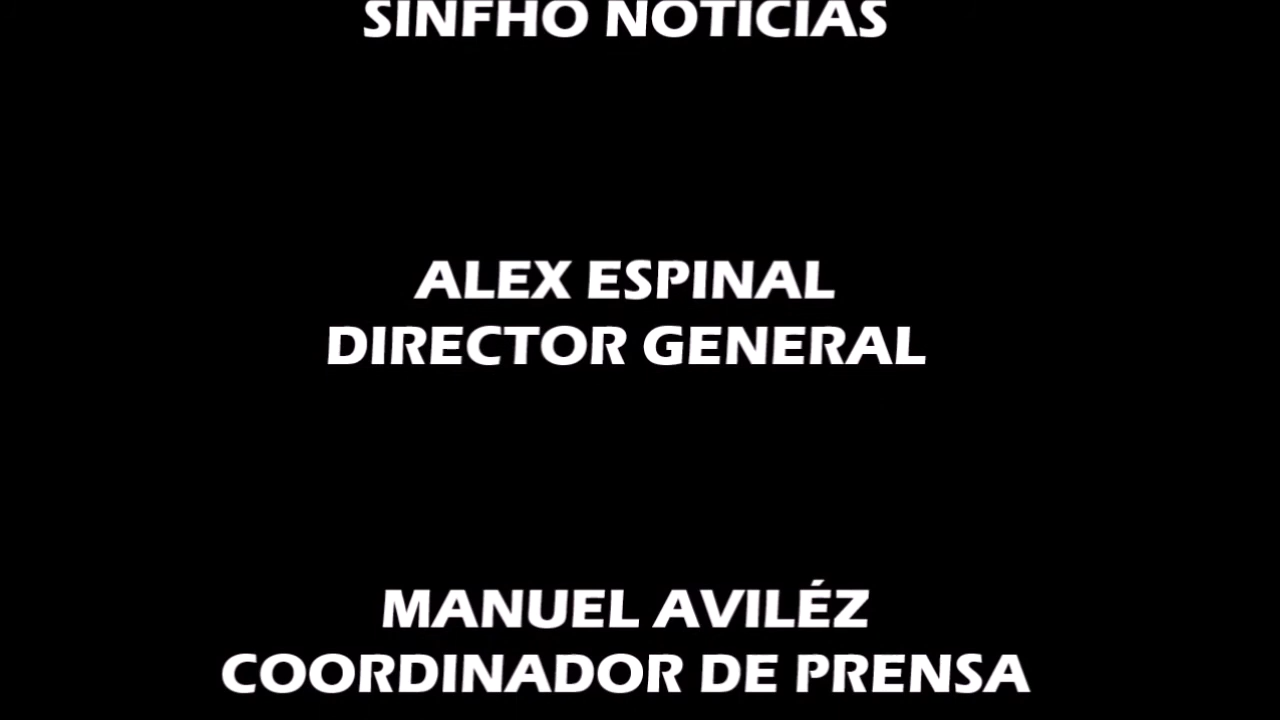 SINFHO NOTICIAS
ALEX ESPINAL
DIRECTOR GENERAL
MANUEL AVILÉZ
COORDINADOR DE PRENSA